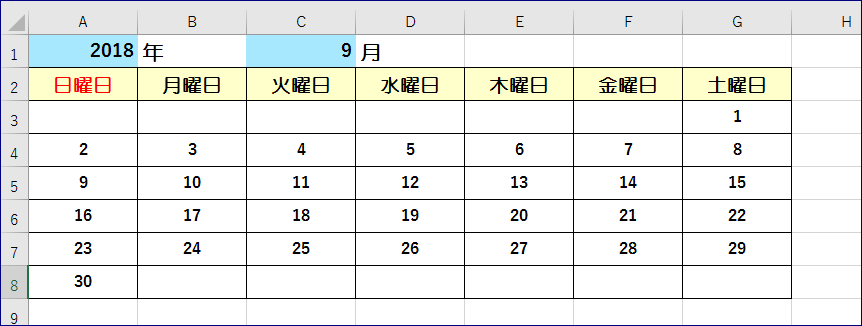 A B C D E F G H
1 2018 年 9 月
2 日曜日 月曜日 火曜日 水曜日 木曜日 金曜日 土曜日
3 1
4 2 3 4 5 6 7 8
5 9 10 11 12 13 14 15
6 16 17 18 19 20 21 22
7 23 24 25 26 27 28 29
8 30
9